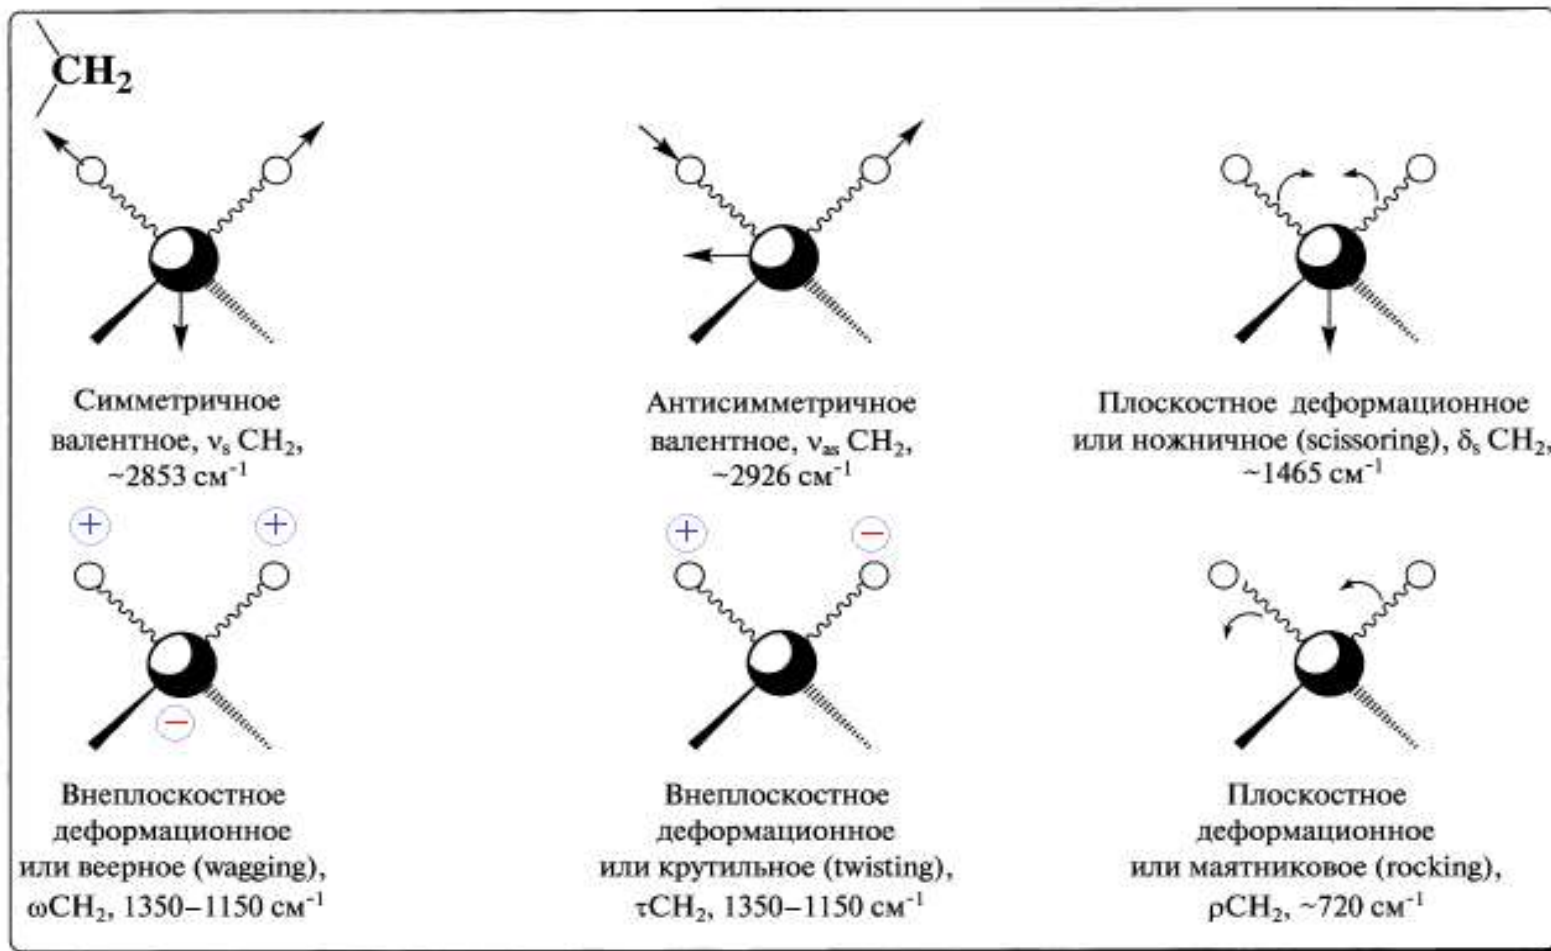 CH₂
Симметричное
валентное, νₛ CH₂,
~2853 см⁻¹
Антисимметричное
валентное, νₐₛ CH₂,
~2926 см⁻¹
Плоскостное деформационное
или ножничное (scissoring), δₛ CH₂,
~1465 см⁻¹
+ +
−
Внеплоскостное
деформационное
или веерное (wagging),
ωCH₂, 1350–1150 см⁻¹
+ −
Внеплоскостное
деформационное
или крутильное (twisting),
τCH₂, 1350–1150 см⁻¹
Плоскостное
деформационное
или маятниковое (rocking),
ρCH₂, ~720 см⁻¹